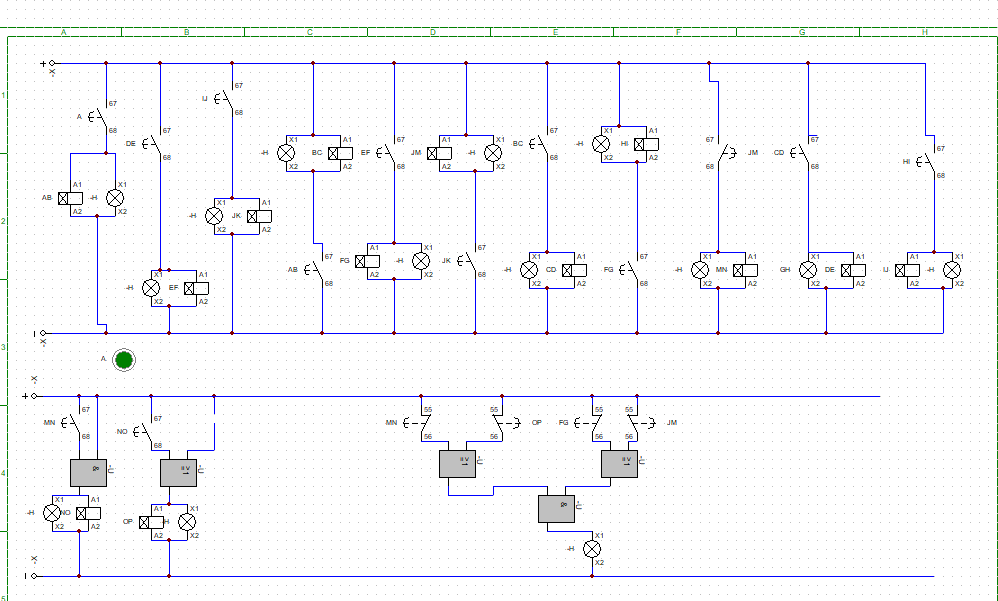 A B C D E F G H
1
+
-X
67
IJ
68
67
A
68
67
DE
68
X1 A1
-H BC
X2 A2
67
EF
68
A1 X1
JM -H
A2 X2
67
BC
68
X1 A1
-H HI
X2 A2
67
JM
68
67
CD
68
67
HI
68
2
A1 X1
AB -H
A2 X2
X1 A1
-H JK
X2 A2
67
AB
68
A1 X1
FG -H
A2 X2
67
JK
68
X1 A1
-H CD
X2 A2
67
FG
68
X1 A1
-H MN
X2 A2
X1 A1
GH DE
X2 A2
A1 X1
IJ -H
A2 X2
X1 A1
-H EF
X2 A2
-X
3
A
-X
+
67
MN
68
67
NO
68
55
MN
56
55
OP
56
55
FG
56
55
JM
56
4
-U
-U
-U
-U
-U
X1 A1
-H NO
X2 A2
A1 X1
OP -H
A2 X2
X1
-H
X2
-X
5